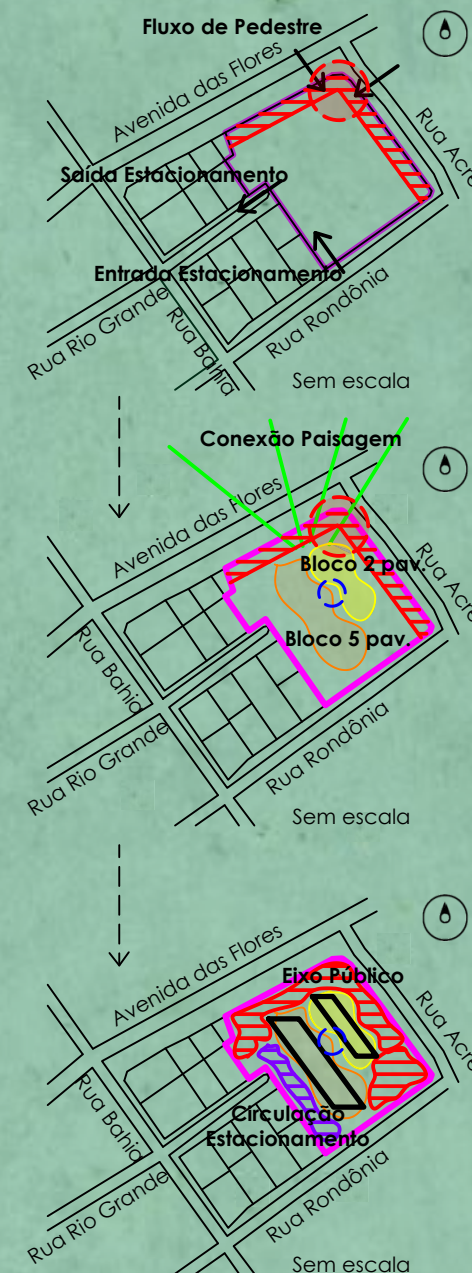 Fluxo de Pedestre
Avenida das Flores
Rua Acre
Saída Estacionamento
Entrada Estacionamento
Rua Rondônia
Rua Rio Grande
Rua Bahia
Sem escala
Conexão Paisagem
Avenida das Flores
Bloco 2 pav.
Rua Acre
Bloco 5 pav.
Rua Bahia
Rua Rondônia
Rua Rio Grande
Sem escala
Avenida das Flores
Eixo Público
Rua Acre
Rua Bahia
Circulação
Estacionamento
Rua Rondônia
Rua Rio Grande
Sem escala